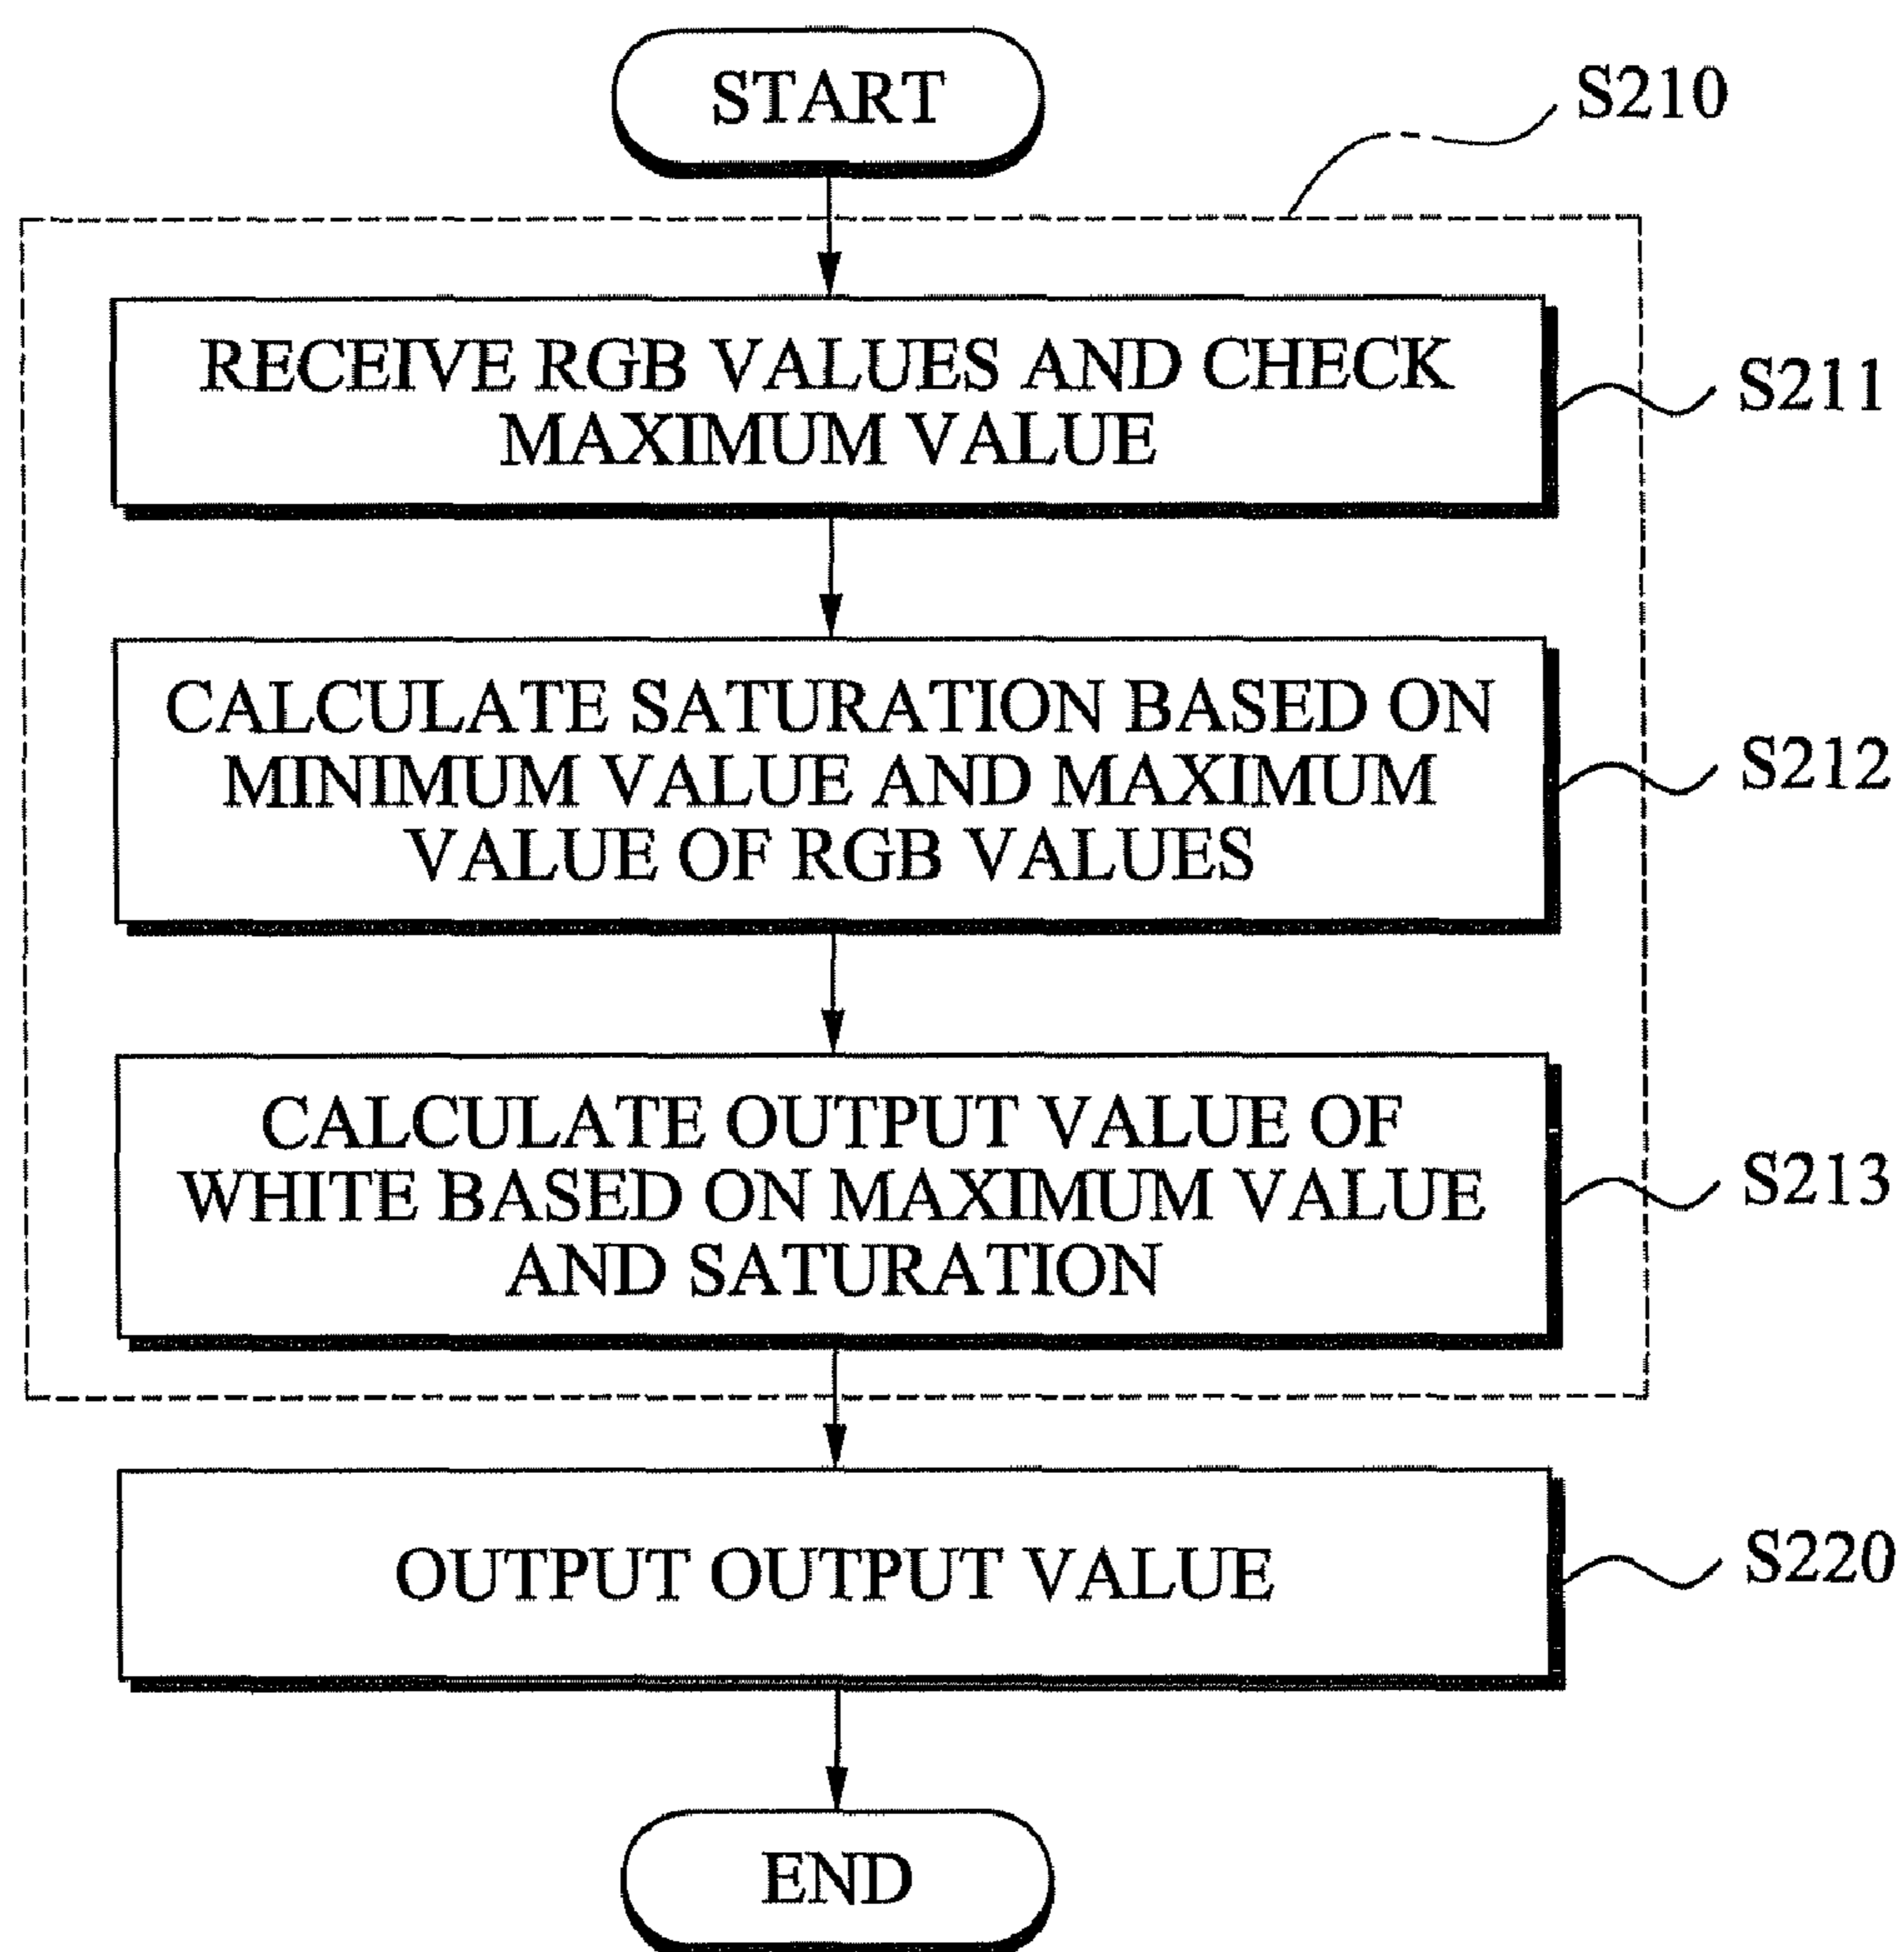 START
S210
RECEIVE RGB VALUES AND CHECK
MAXIMUM VALUE
S211
CALCULATE SATURATION BASED ON
MINIMUM VALUE AND MAXIMUM
VALUE OF RGB VALUES
S212
CALCULATE OUTPUT VALUE OF
WHITE BASED ON MAXIMUM VALUE
AND SATURATION
S213
OUTPUT OUTPUT VALUE
S220
END